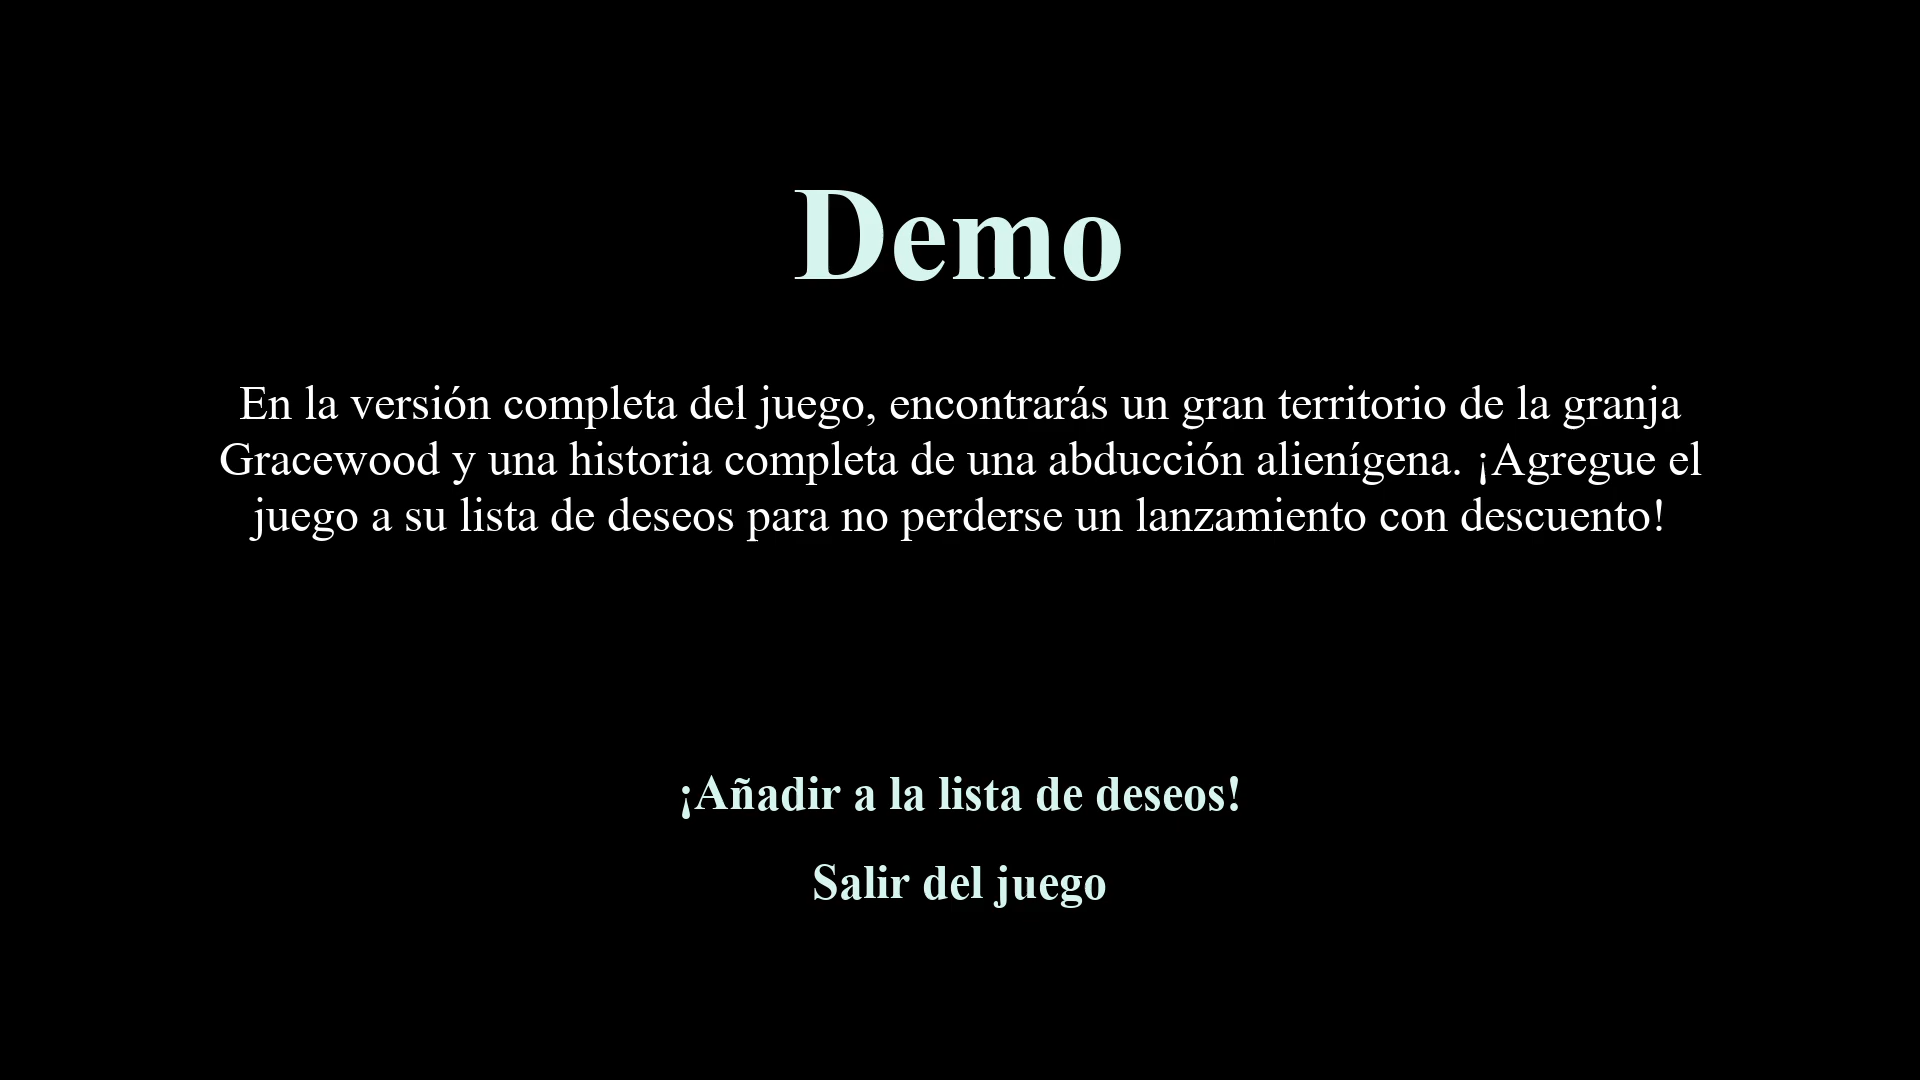 Demo
En la versión completa del juego, encontrarás un gran territorio de la granja
Gracewood y una historia completa de una abducción alienígena. ¡Agregue el
juego a su lista de deseos para no perderse un lanzamiento con descuento!
¡Añadir a la lista de deseos!
Salir del juego